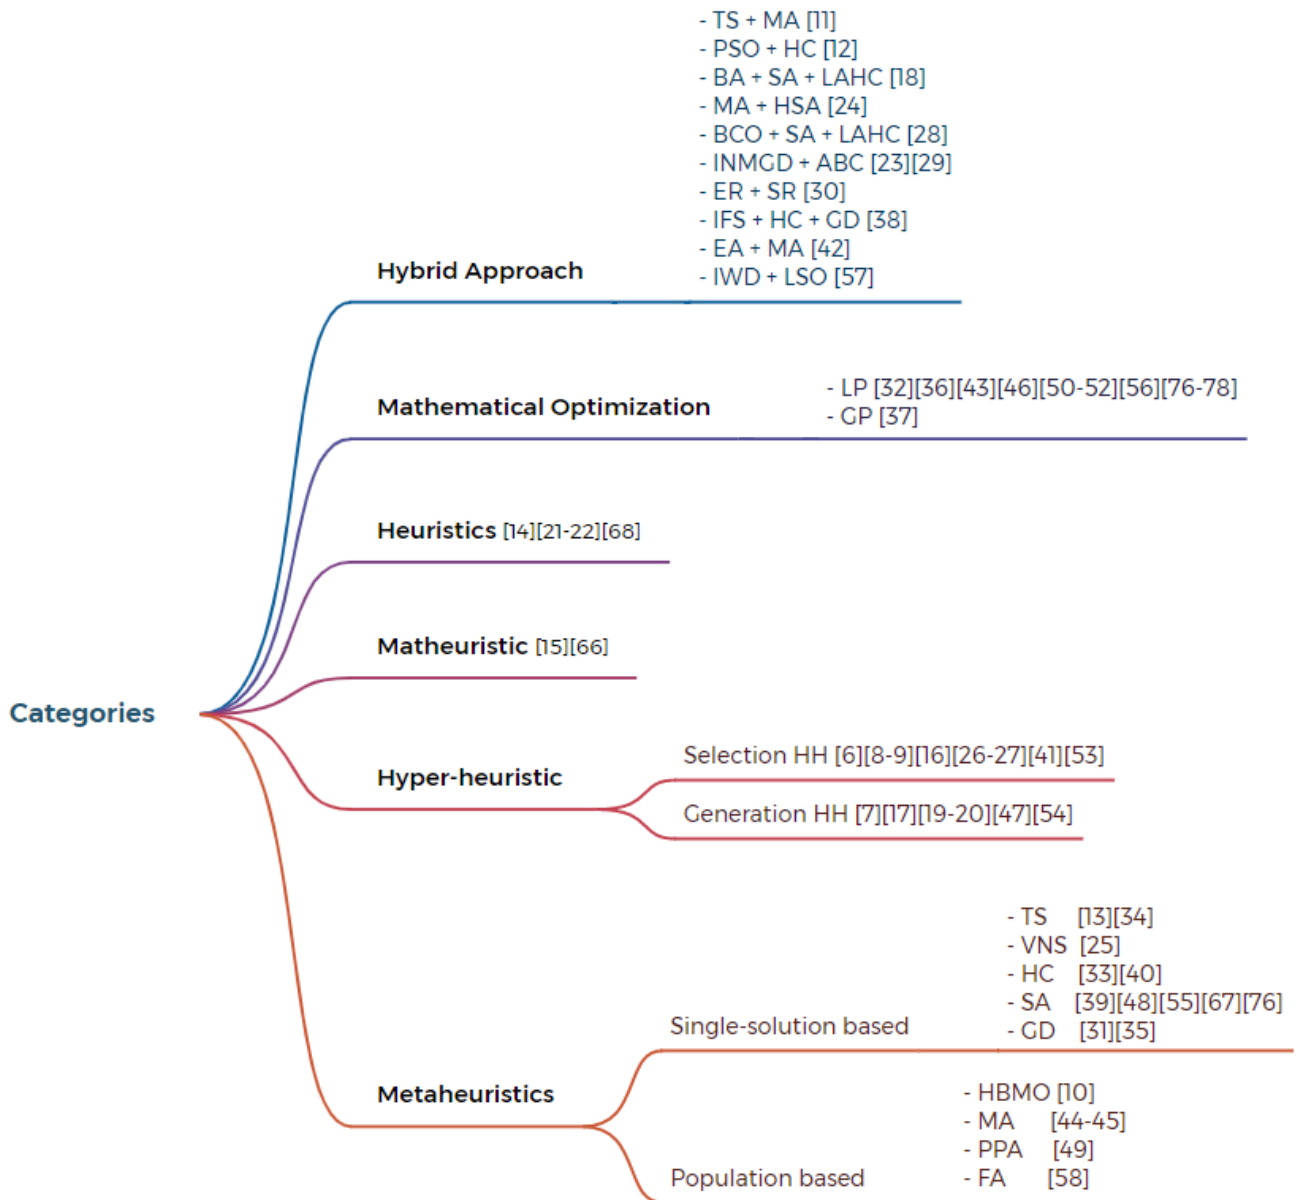 - TS + MA [11]
- PSO + HC [12]
- BA + SA + LAHC [18]
- MA + HSA [24]
- BCO + SA + LAHC [28]
- INMGD + ABC [23][29]
- ER + SR [30]
- IFS + HC + GD [38]
- EA + MA [42]
- IWD + LSO [57]
Hybrid Approach
- LP [32][36][43][46][50-52][56][76-78]
- GP [37]
Mathematical Optimization
Heuristics [14][21-22][68]
Matheuristic [15][66]
Categories
Selection HH [6][8-9][16][26-27][41][53]
Hyper-heuristic
Generation HH [7][17][19-20][47][54]
- TS [13][34]
- VNS [25]
- HC [33][40]
- SA [39][48][55][67][76]
- GD [31][35]
Single-solution based
Metaheuristics
- HBMO [10]
- MA [44-45]
- PPA [49]
- FA [58]
Population based